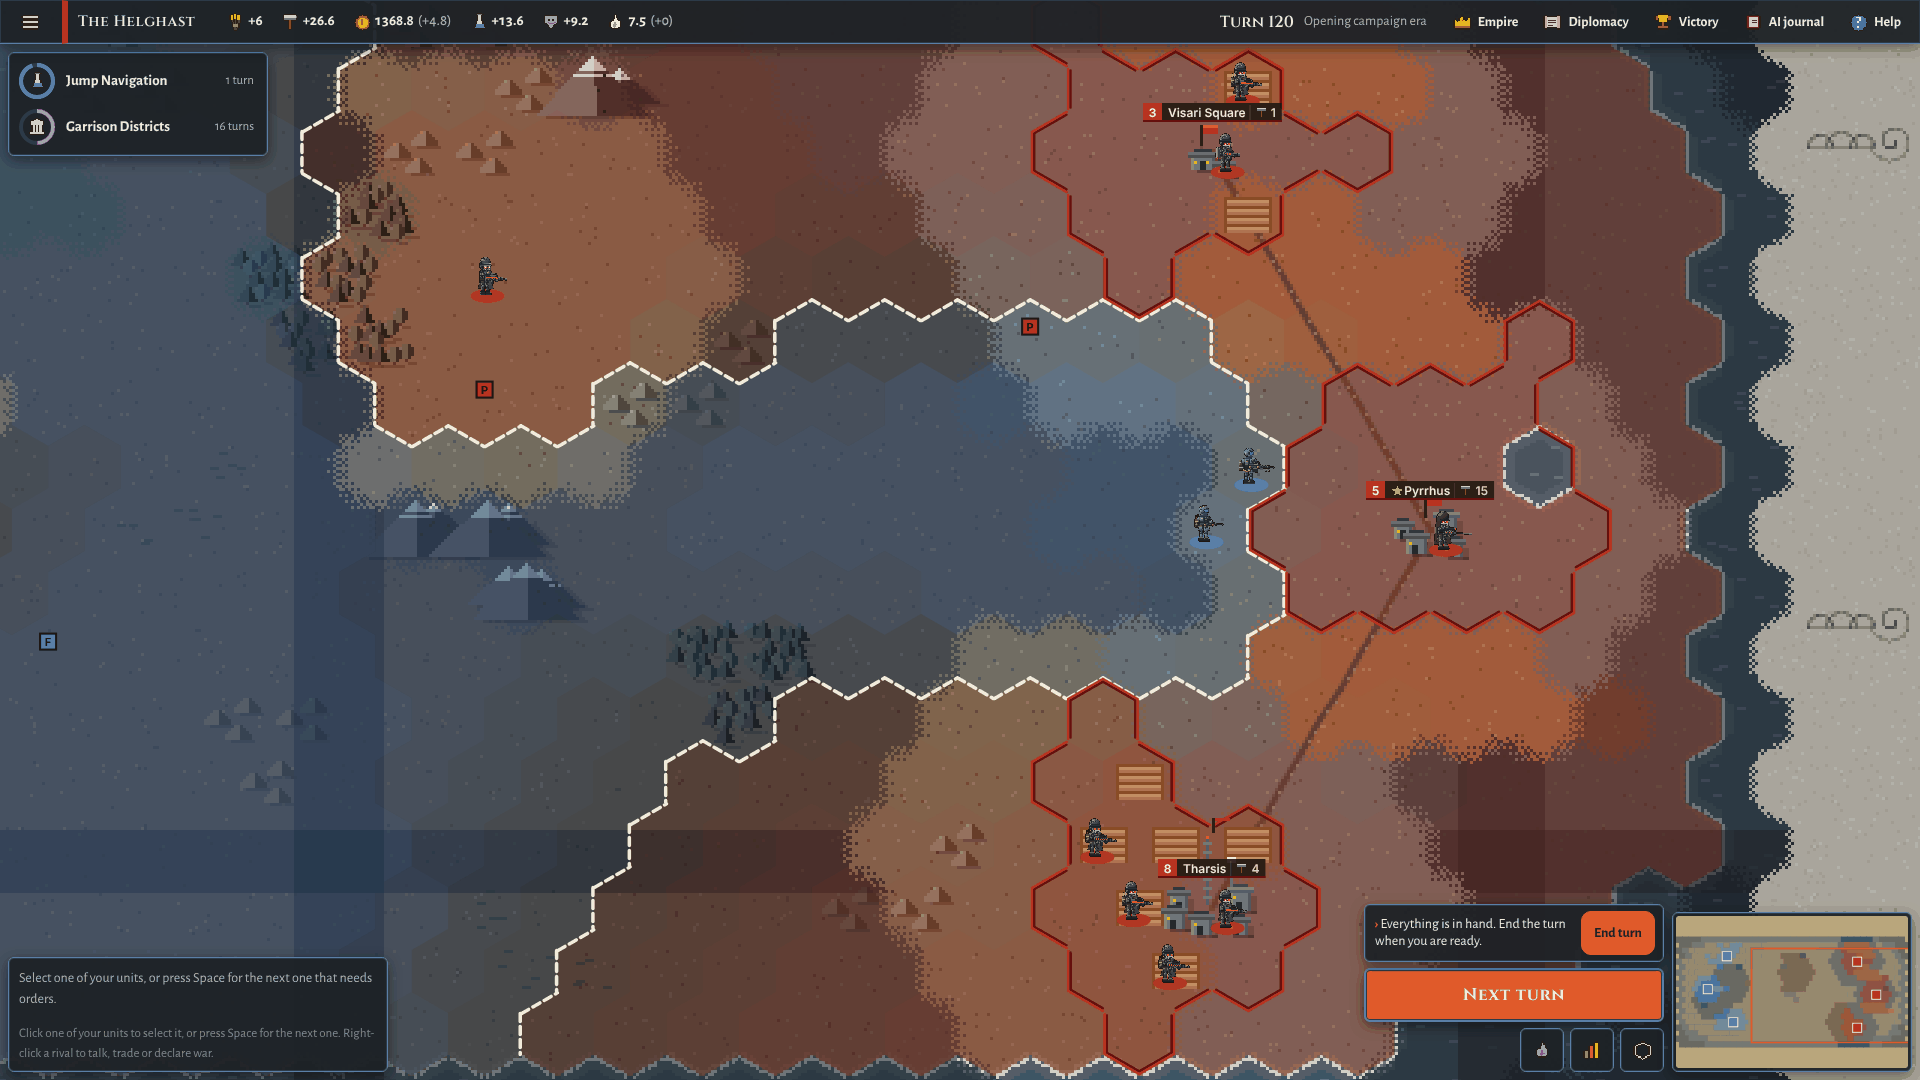 The Helghast
+6
+26.6
1368.8 (+4.8)
+13.6
+9.2
7.5 (+0)
Turn 120
Opening campaign era
Empire
Diplomacy
Victory
AI journal
Help
Jump Navigation
1 turn
Garrison Districts
16 turns
3 Visari Square 1
P
P
5 Pyrrhus 15
F
8 Tharsis 4
› Everything is in hand. End the turn
when you are ready.
End turn
Next turn
Select one of your units, or press Space for the next one that needs
orders.
Click one of your units to select it, or press Space for the next one. Right-
click a rival to talk, trade or declare war.